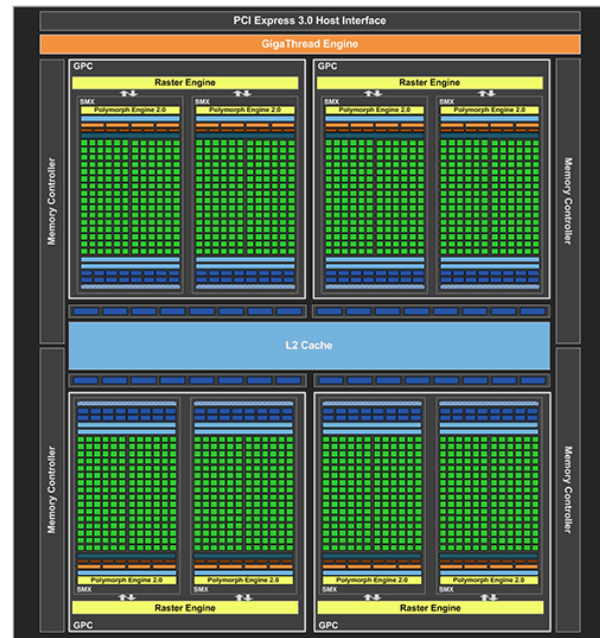 PCI Express 3.0 Host Interface
GigaThread Engine
GPC
GPC
Raster Engine
Raster Engine
SMX
SMX
SMX
SMX
Polymorph Engine 2.0
Polymorph Engine 2.0
Polymorph Engine 2.0
Polymorph Engine 2.0
Memory Controller
Memory Controller
L2 Cache
Memory Controller
Memory Controller
Polymorph Engine 2.0
Polymorph Engine 2.0
Polymorph Engine 2.0
Polymorph Engine 2.0
SMX
SMX
SMX
SMX
Raster Engine
Raster Engine
GPC
GPC